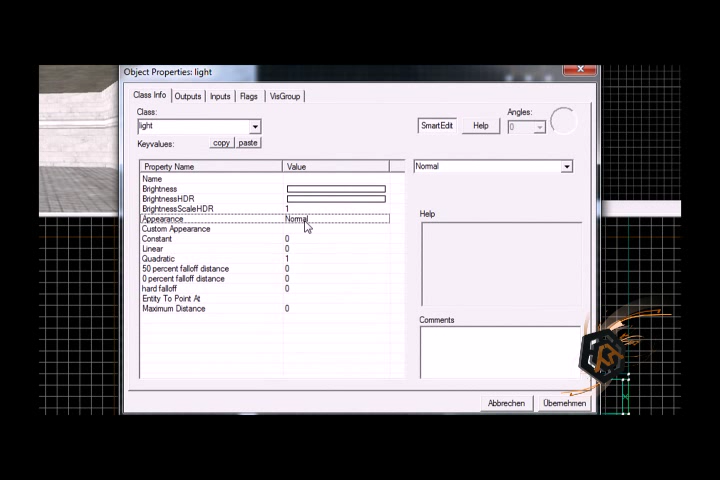 Object Properties: light
Class Info Outputs Inputs Flags VisGroup
Class:
light
Keyvalues: copy paste
SmartEdit Help
Angles:
0
Property Name Value
Name
Brightness
BrightnessHDR
BrightnessScaleHDR 1
Appearance Normal
Custom Appearance
Constant 0
Linear 0
Quadratic 1
50 percent falloff distance 0
0 percent falloff distance 0
hard falloff 0
Entity To Point At
Maximum Distance 0
Normal
Help
Comments
Abbrechen Übernehmen